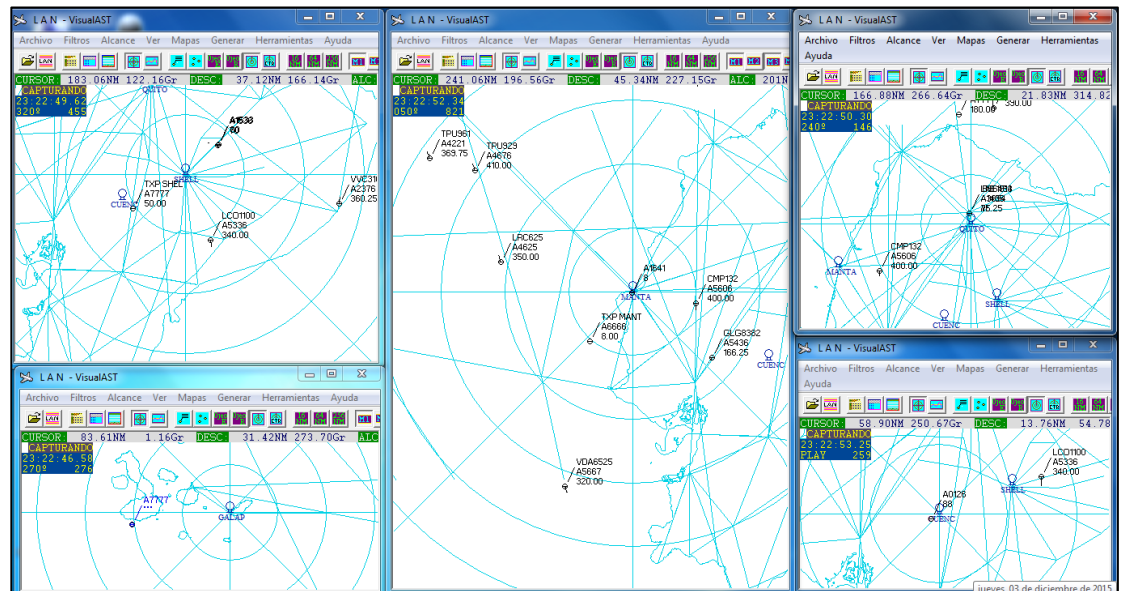 L A N - VisualAST
Archivo Filtros Alcance Ver Mapas Generar Herramientas Ayuda
CURSOR: 183.06NM 122.16Gr DESC: 37.12NM 166.14Gr ALC:
CAPTURANDO
23:22:49.62
320º 455
QUITO
SHELL
TXP SHEL
A7777
50.00
CUENC
LCO1100
A5336
340.00
VVC31
A2376
360.25
L A N - VisualAST
Archivo Filtros Alcance Ver Mapas Generar Herramientas Ayuda
CURSOR: 83.61NM 1.16Gr DESC: 31.42NM 273.70Gr ALC
CAPTURANDO
23:22:46.58
270º 276
A7777
...
GALAP
L A N - VisualAST
Archivo Filtros Alcance Ver Mapas Generar Herramientas Ayuda
CURSOR: 241.06NM 196.56Gr DESC: 45.34NM 227.15Gr ALC: 201N
CAPTURANDO
23:22:52.34
050º 821
TPU961
A4221
369.75
TPU929
A4676
410.00
LRC625
A4625
350.00
A1641
MANTA
CMP132
A5606
400.00
TXP MANT
A6666
8.00
GLG8382
A5436
166.25
CUENC
VDA6525
A5667
320.00
L A N - VisualAST
Archivo Filtros Alcance Ver Mapas Generar Herramientas
Ayuda
CURSOR: 166.88NM 266.64Gr DESC: 21.83NM 314.82
CAPTURANDO
23:22:50.30
240º 146
390.00
180.00
QUITO
CMP132
A5606
400.00
MANTA
SHELL
CUENC
L A N - VisualAST
Archivo Filtros Alcance Ver Mapas Generar Herramientas
Ayuda
CURSOR: 58.90NM 250.67Gr DESC: 13.76NM 54.78
CAPTURANDO
23:22:53.25
PLAY 259
LCO1100
A5336
340.00
SHELL
A0128
88
CUENC
jueves, 03 de diciembre de 2015